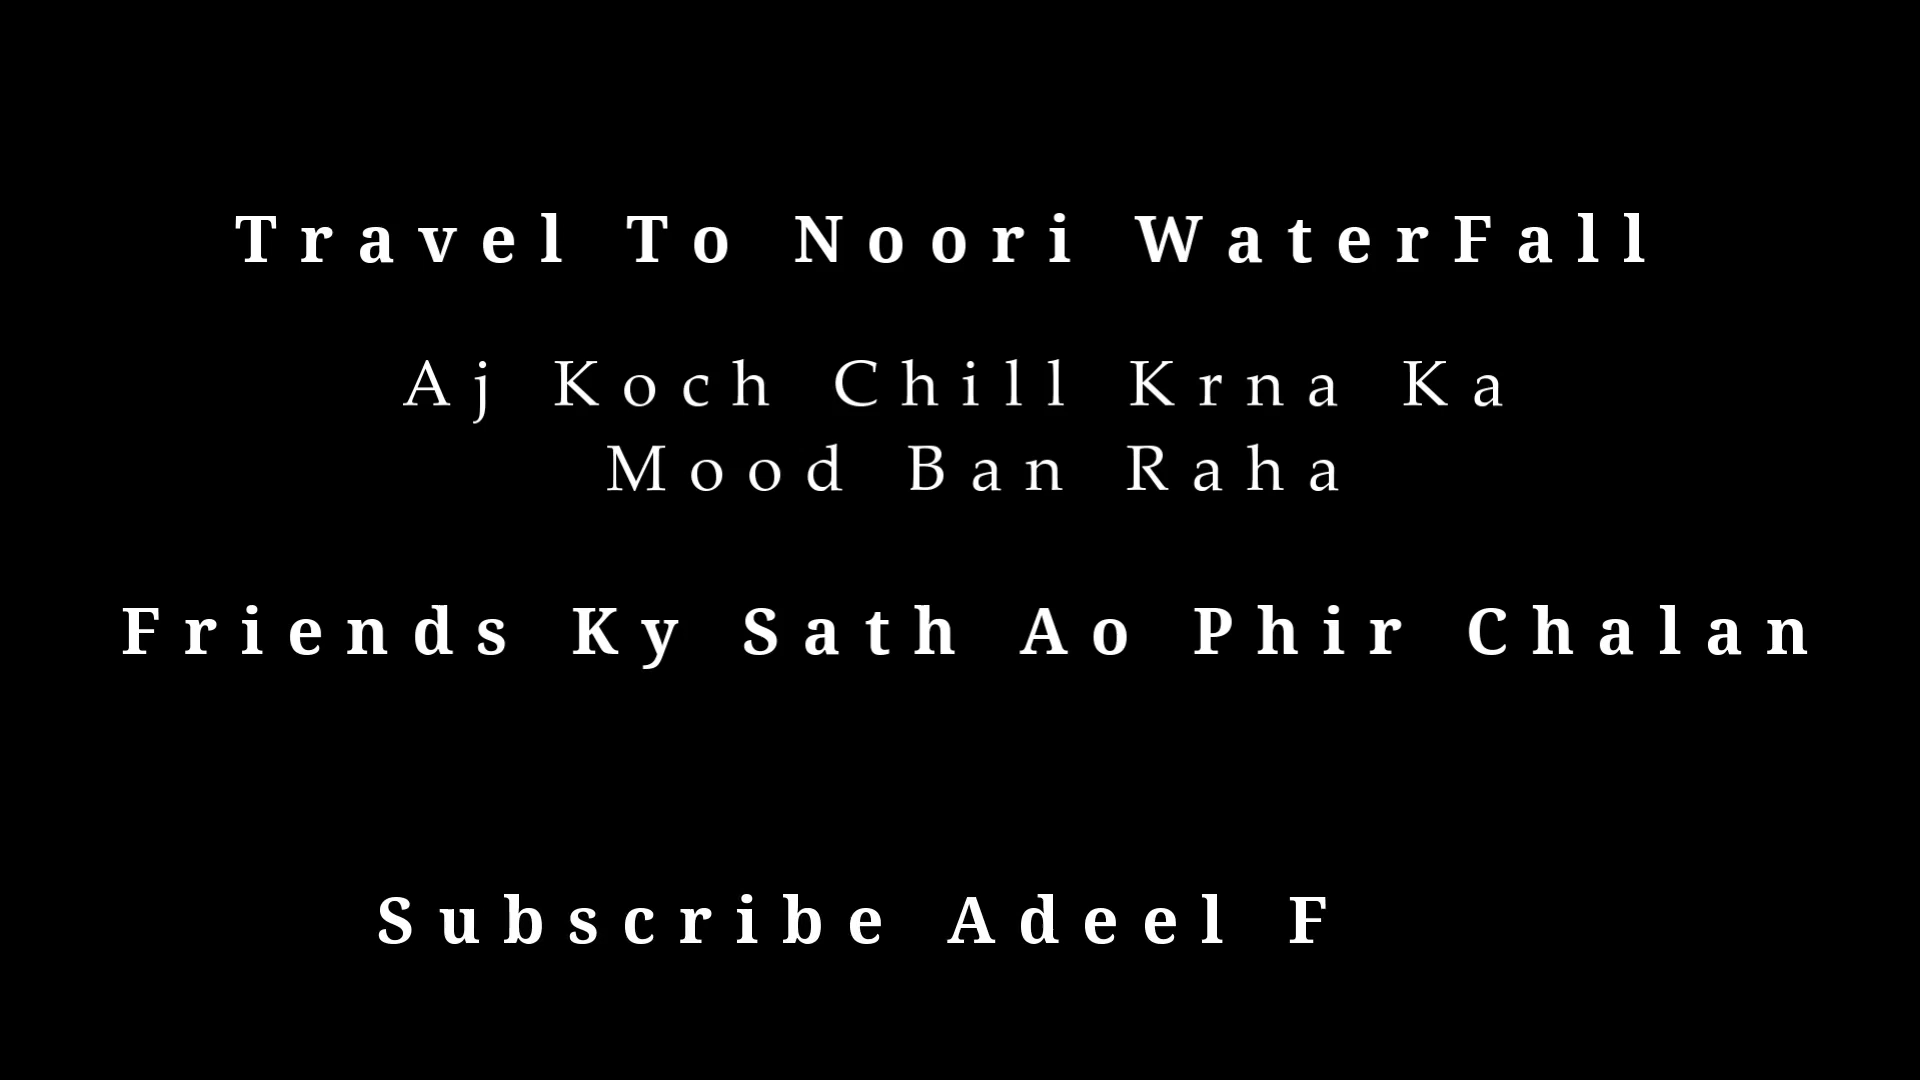 Travel To Noori WaterFall
Aj Koch Chill Krna Ka
Mood Ban Raha
Friends Ky Sath Ao Phir Chalan
Subscribe Adeel F